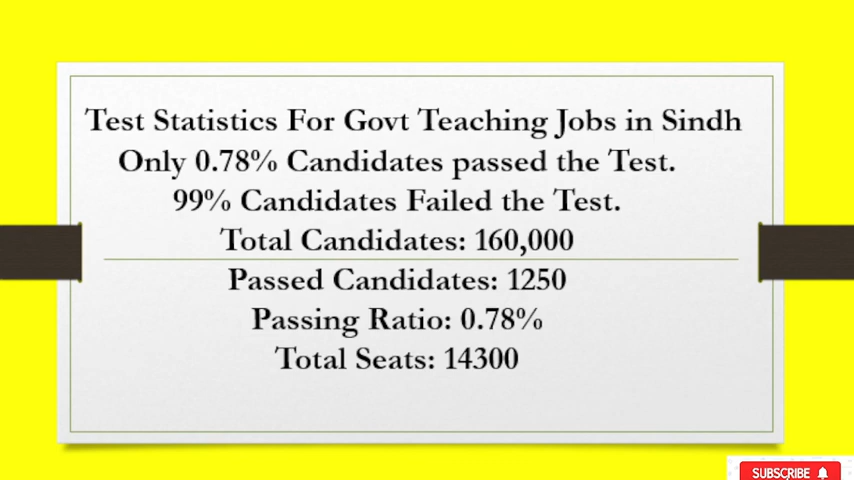 Test Statistics For Govt Teaching Jobs in Sindh
Only 0.78% Candidates passed the Test.
99% Candidates Failed the Test.
Total Candidates: 160,000
Passed Candidates: 1250
Passing Ratio: 0.78%
Total Seats: 14300
SUBSCRIBE